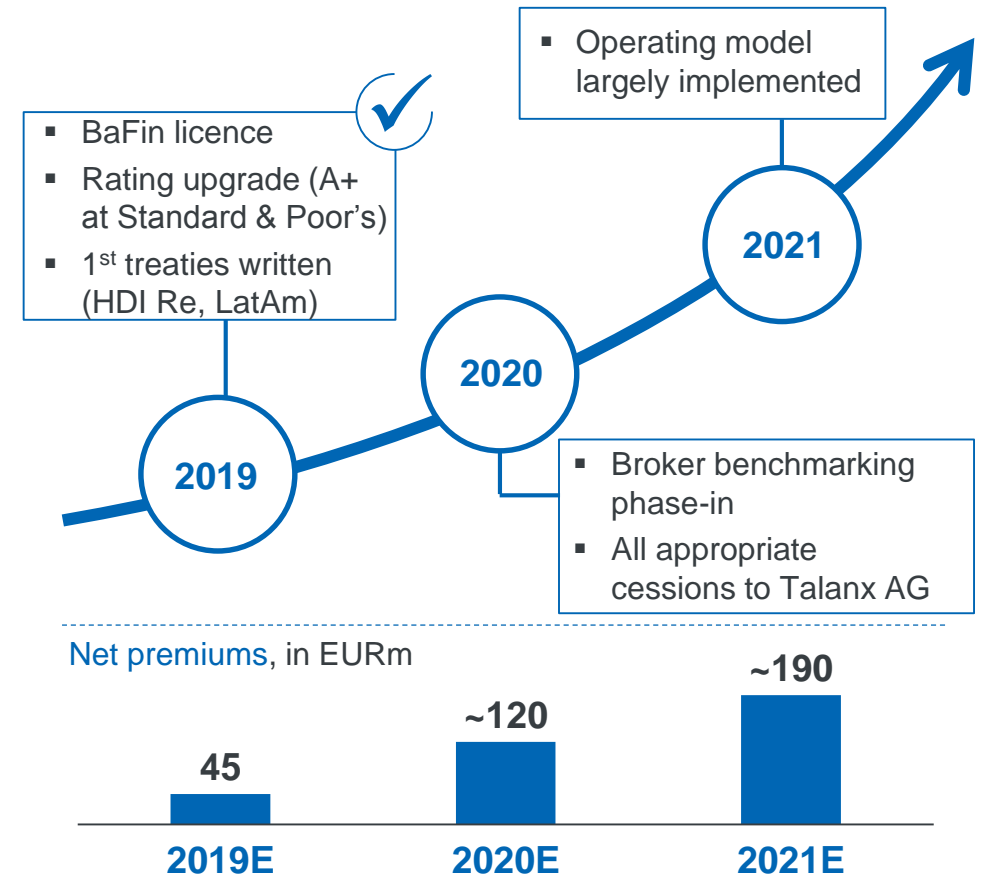 ▪ Operating model
largely implemented
▪ BaFin licence
▪ Rating upgrade (A+
at Standard & Poor’s)
▪ 1st treaties written
(HDI Re, LatAm)
2021
2020
2019
▪ Broker benchmarking
phase-in
▪ All appropriate
cessions to Talanx AG
Net premiums, in EURm
45
~120
~190
2019E
2020E
2021E